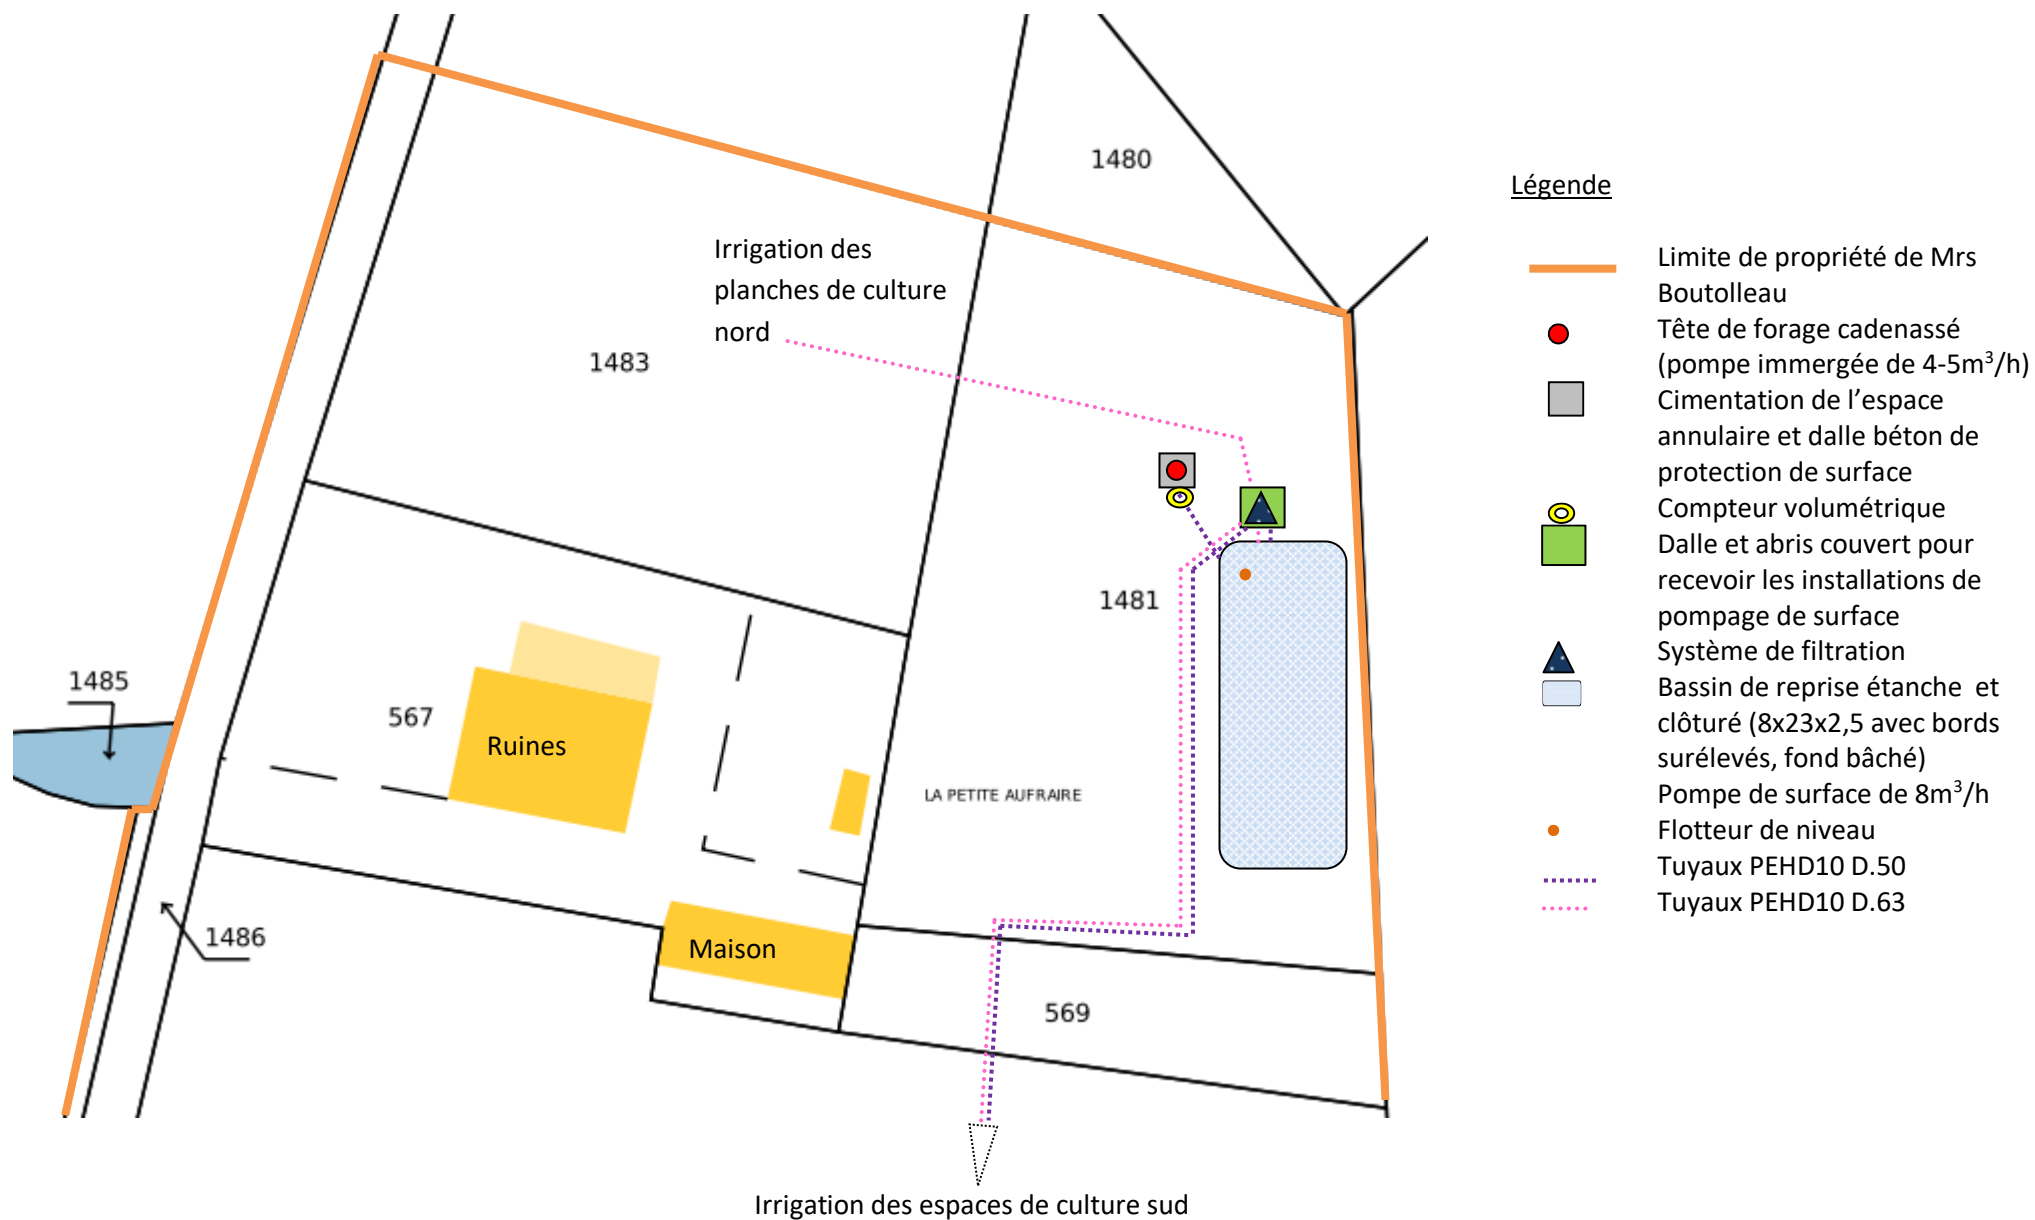 1480
Irrigation des
planches de culture
nord
1483
1481
1485
567
Ruines
LA PETITE AUFRAIRE
1486
Maison
569
Irrigation des espaces de culture sud
Légende
Limite de propriété de Mrs
Boutolleau
Tête de forage cadenassé
(pompe immergée de 4-5m³/h)
Cimentation de l’espace
annulaire et dalle béton de
protection de surface
Compteur volumétrique
Dalle et abris couvert pour
recevoir les installations de
pompage de surface
Système de filtration
Bassin de reprise étanche et
clôturé (8x23x2,5 avec bords
surélevés, fond bâché)
Pompe de surface de 8m³/h
Flotteur de niveau
Tuyaux PEHD10 D.50
Tuyaux PEHD10 D.63